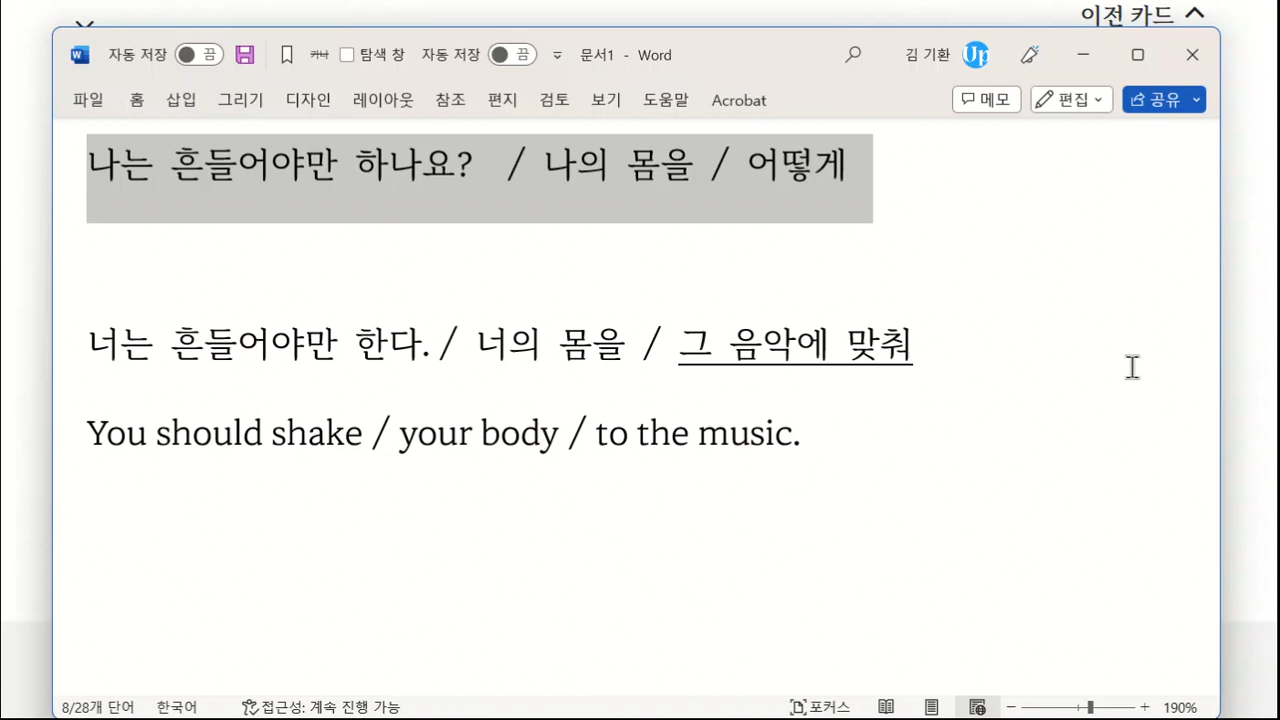 이전 카드
자동 저장 끔 가나 탐색 창 자동 저장 끔 문서1 - Word 김 기환 Up
파일 홈 삽입 그리기 디자인 레이아웃 참조 편지 검토 보기 도움말 Acrobat 메모 편집 공유
나는 흔들어야만 하나요? / 나의 몸을 / 어떻게
너는 흔들어야만 한다. / 너의 몸을 / 그 음악에 맞춰
You should shake / your body / to the music.
8/28개 단어 한국어 접근성: 계속 진행 가능 포커스 190%